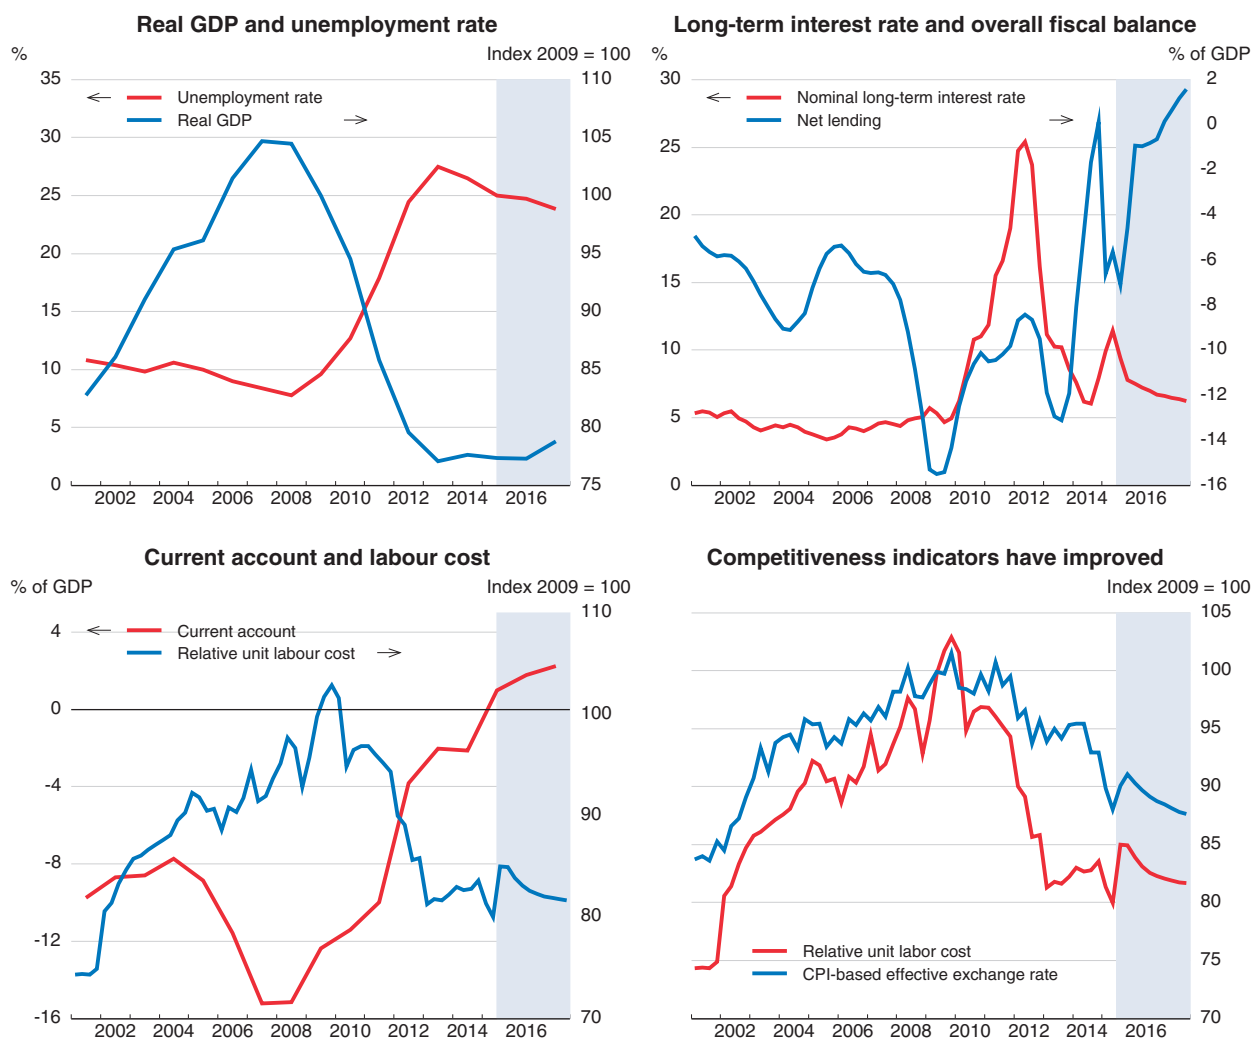 Real GDP and unemployment rate
%
Index 2009 = 100
35
30
25
20
15
10
5
0
110
105
100
95
90
85
80
75
Unemployment rate
Real GDP
2002 2004 2006 2008 2010 2012 2014 2016
Long-term interest rate and overall fiscal balance
%
% of GDP
30
25
20
15
10
5
0
2
0
-2
-4
-6
-8
-10
-12
-14
-16
Nominal long-term interest rate
Net lending
2002 2004 2006 2008 2010 2012 2014 2016
Current account and labour cost
% of GDP
Index 2009 = 100
4
0
-4
-8
-12
-16
110
100
90
80
70
Current account
Relative unit labour cost
2002 2004 2006 2008 2010 2012 2014 2016
Competitiveness indicators have improved
Index 2009 = 100
105
100
95
90
85
80
75
70
Relative unit labor cost
CPI-based effective exchange rate
2002 2004 2006 2008 2010 2012 2014 2016